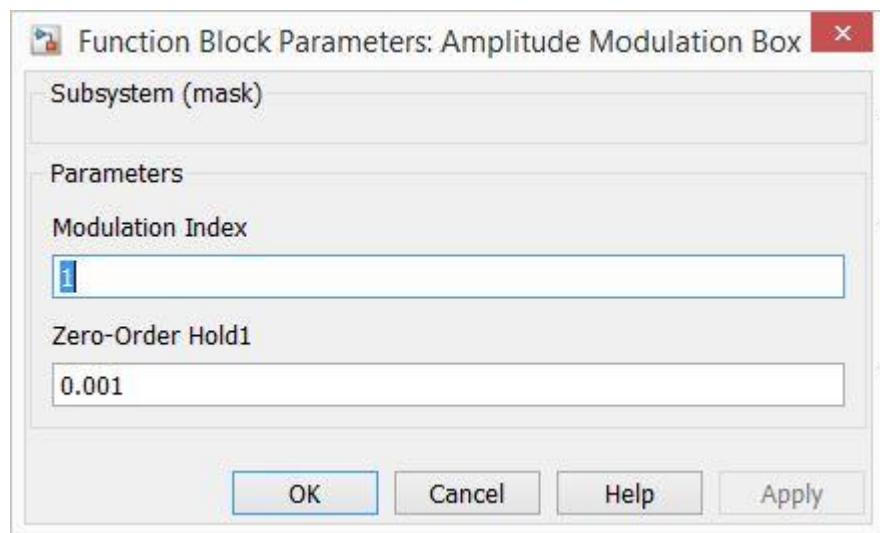 Function Block Parameters: Amplitude Modulation Box
Subsystem (mask)
Parameters
Modulation Index
1
Zero-Order Hold1
0.001
OK Cancel Help Apply